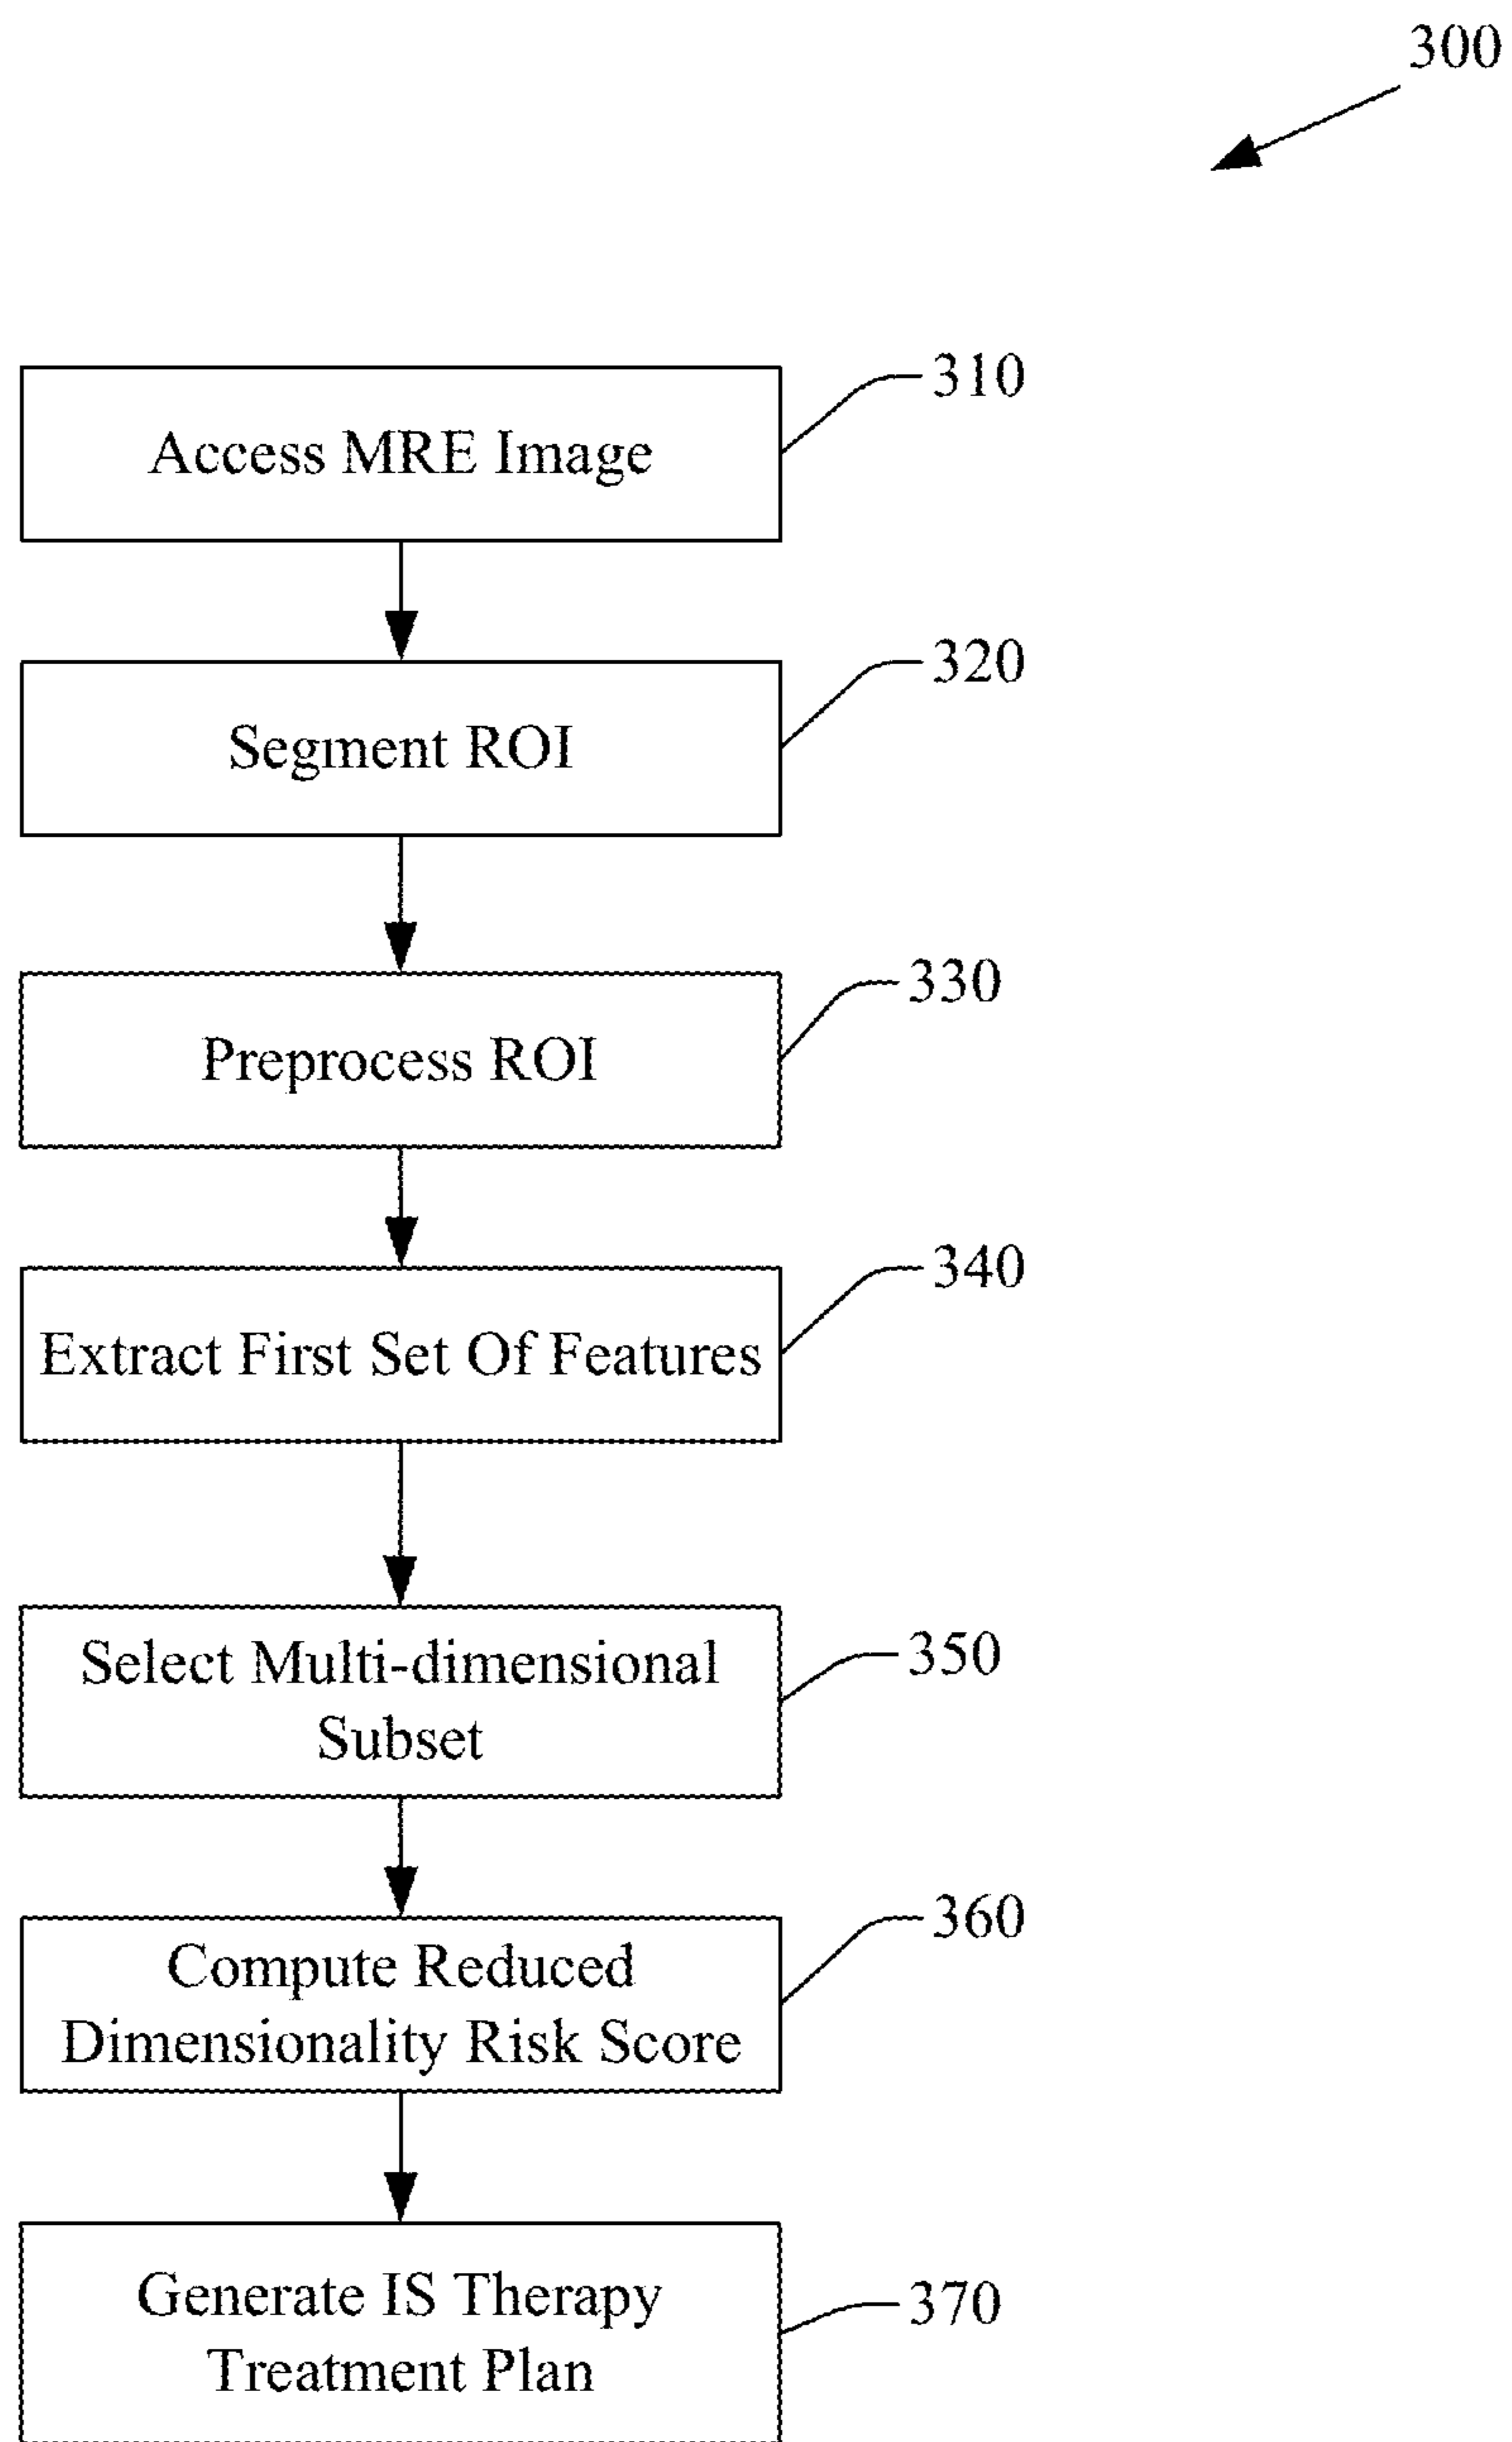 300
Access MRE Image
310
Segment ROI
320
Preprocess ROI
330
Extract First Set Of Features
340
Select Multi-dimensional
Subset
350
Compute Reduced
Dimensionality Risk Score
360
Generate IS Therapy
Treatment Plan
370